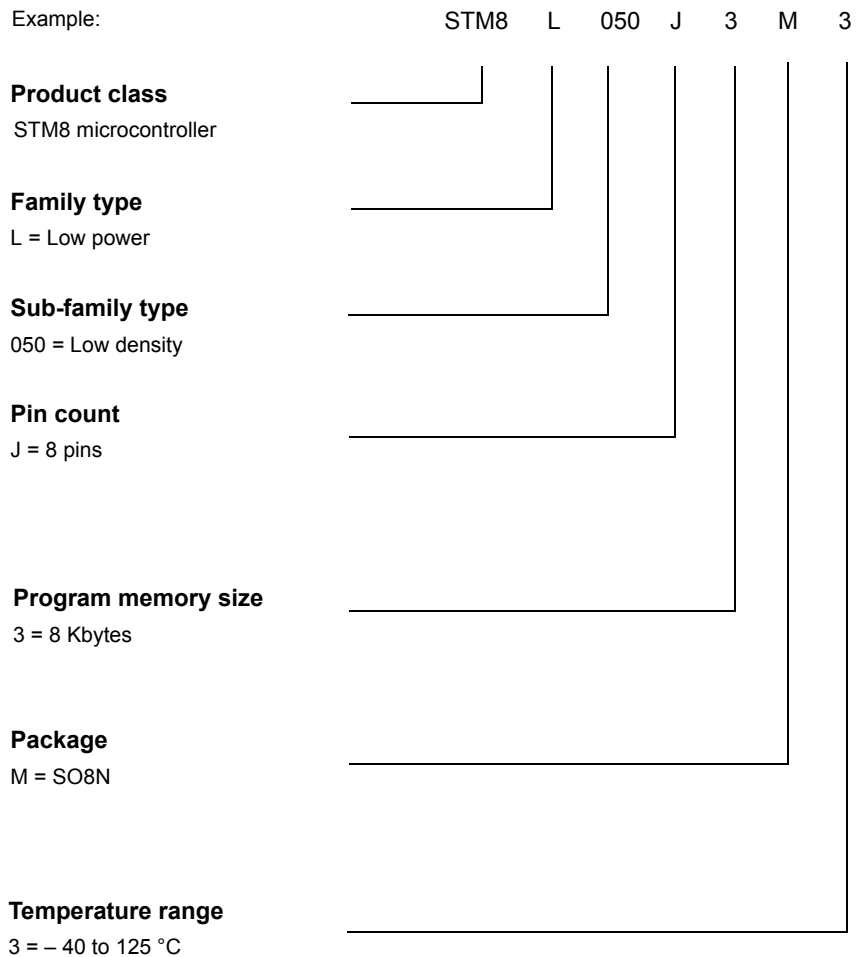 Example: STM8 L 050 J 3 M 3
Product class
STM8 microcontroller
Family type
L = Low power
Sub-family type
050 = Low density
Pin count
J = 8 pins
Program memory size
3 = 8 Kbytes
Package
M = SO8N
Temperature range
3 = – 40 to 125 °C